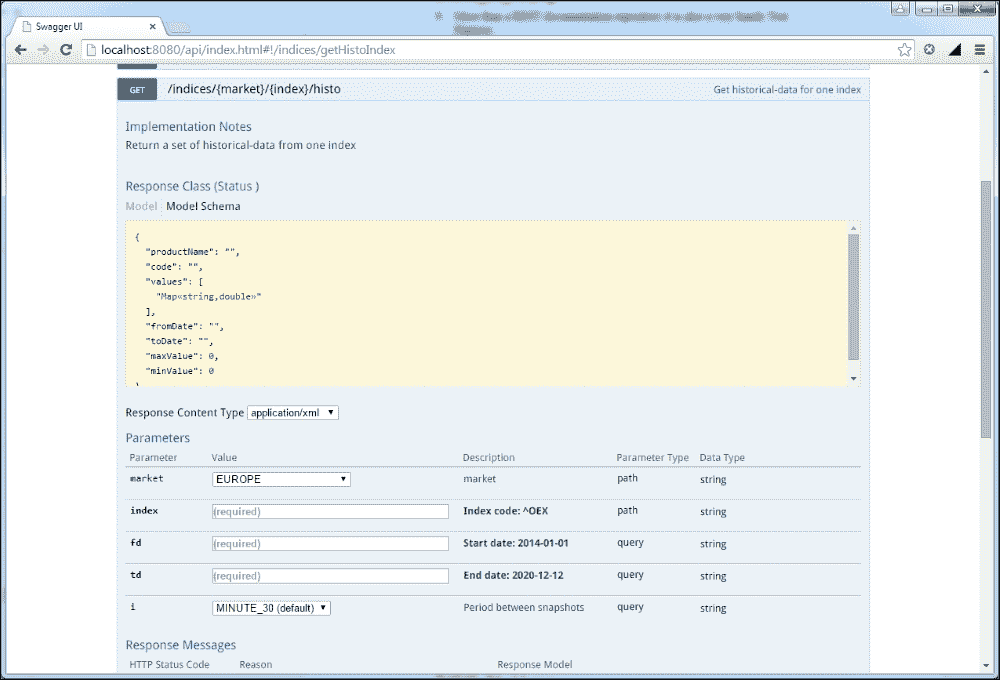 Swagger UI
localhost:8080/api/index.html#!/indices/getHistoIndex
GET /indices/{market}/{index}/histo Get historical-data for one index
Implementation Notes
Return a set of historical-data from one index
Response Class (Status )
Model Model Schema
{
"productName": "",
"code": "",
"values": [
"Map«string,double»"
],
"fromDate": "",
"toDate": "",
"maxValue": 0,
"minValue": 0
Response Content Type application/xml
Parameters
Parameter Value Description Parameter Type Data Type
market EUROPE market path string
index (required) Index code: ^OEX path string
fd (required) Start date: 2014-01-01 query string
td (required) End date: 2020-12-12 query string
i MINUTE_30 (default) Period between snapshots query string
Response Messages
HTTP Status Code Reason Response Model